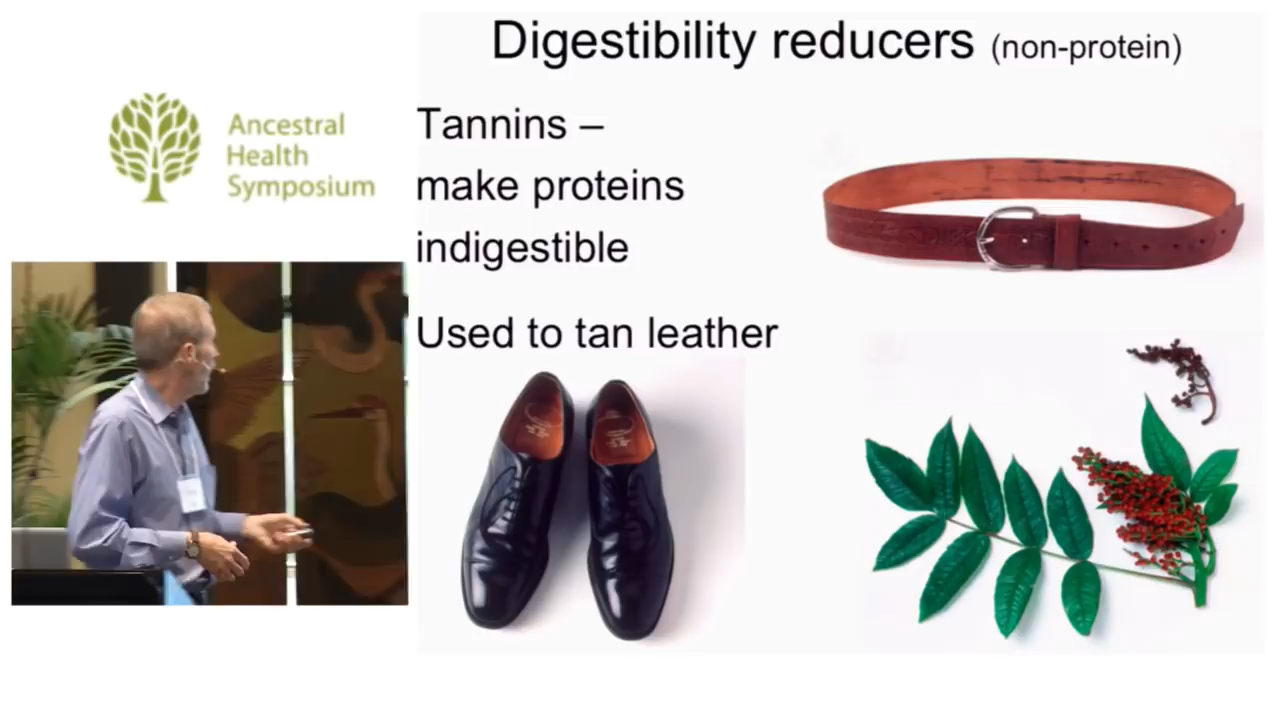 Digestibility reducers (non-protein)
Ancestral
Health
Symposium
Tannins –
make proteins
indigestible
Used to tan leather